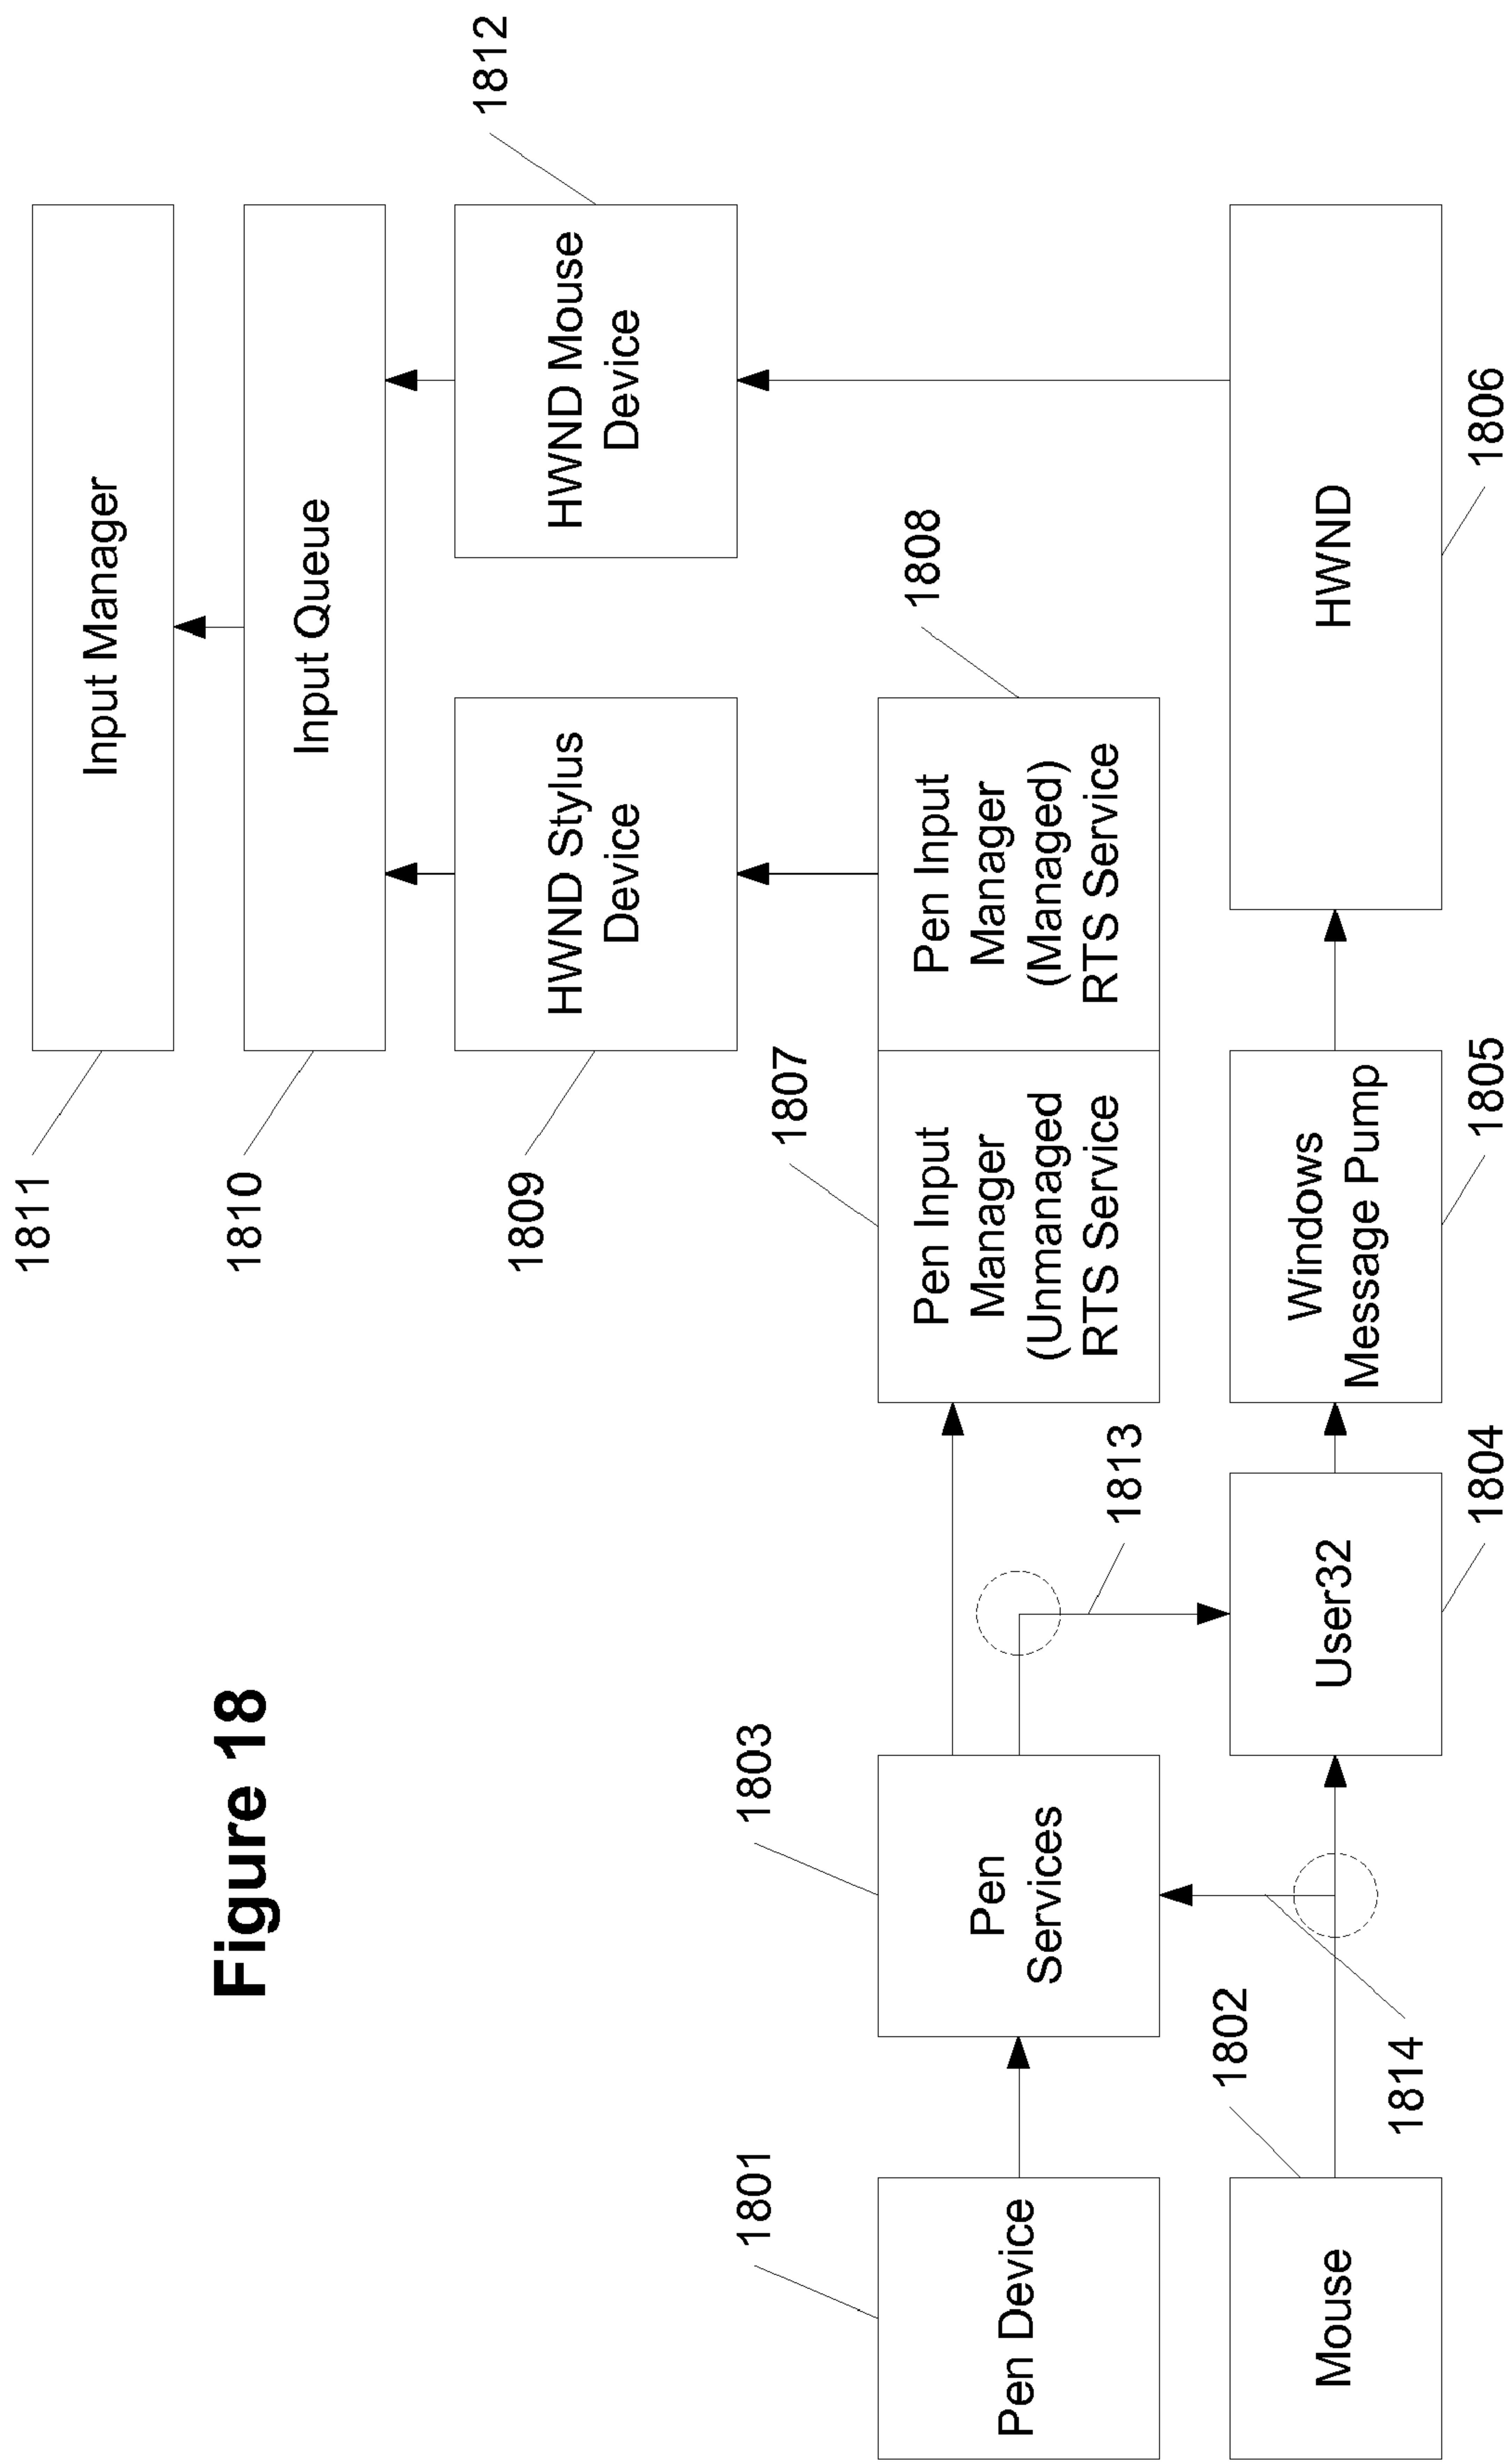 Figure 18
1811
Input Manager
1810
Input Queue
1809
HWND Stylus
Device
HWND Mouse
Device
1812
1801
1803
1807
1808
Pen Device
Pen
Services
Pen Input
Manager
(Unmanaged
RTS Service
Pen Input
Manager
(Managed)
RTS Service
1813
1802
1814
Mouse
User32
Windows
Message Pump
HWND
1804
1805
1806